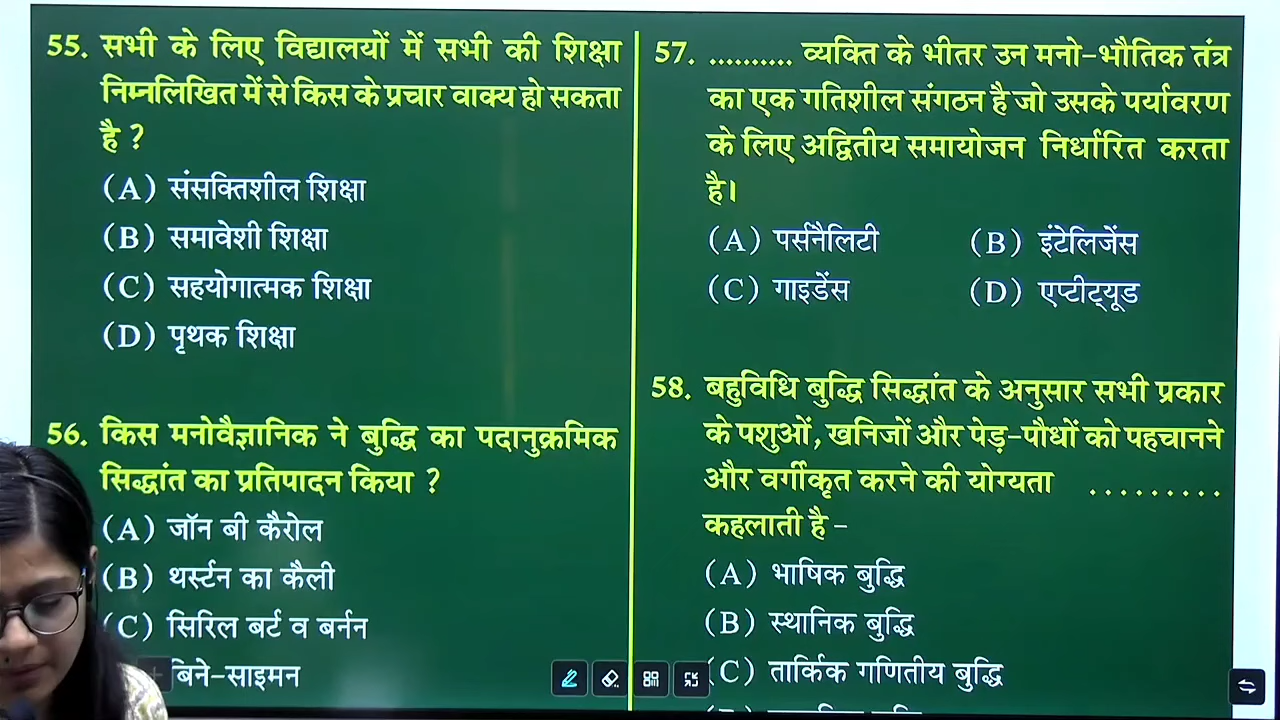 55. सभी के लिए विद्यालयों में सभी की शिक्षा
निम्नलिखित में से किस के प्रचार वाक्य हो सकता
है ?
(A) संसक्तिशील शिक्षा
(B) समावेशी शिक्षा
(C) सहयोगात्मक शिक्षा
(D) पृथक शिक्षा
56. किस मनोवैज्ञानिक ने बुद्धि का पदानुक्रमिक
सिद्धांत का प्रतिपादन किया ?
(A) जॉन बी कैरोल
(B) थर्स्टन का कैली
(C) सिरिल बर्ट व बर्नन
बिने-साइमन
57. ........... व्यक्ति के भीतर उन मनो-भौतिक तंत्र
का एक गतिशील संगठन है जो उसके पर्यावरण
के लिए अद्वितीय समायोजन निर्धारित करता
है।
(A) पर्सनैलिटी (B) इंटेलिजेंस
(C) गाइडेंस (D) एप्टीट्यूड
58. बहुविधि बुद्धि सिद्धांत के अनुसार सभी प्रकार
के पशुओं, खनिजों और पेड़-पौधों को पहचानने
और वर्गीकृत करने की योग्यता .........
कहलाती है -
(A) भाषिक बुद्धि
(B) स्थानिक बुद्धि
(C) तार्किक गणितीय बुद्धि